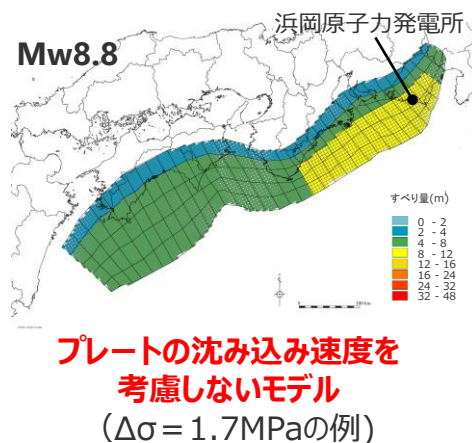 浜岡原子力発電所
Mw8.8
すべり量(m)
0 - 2
2 - 4
4 - 8
8 - 12
12 - 16
16 - 24
24 - 32
32 - 48
プレートの沈み込み速度を
考慮しないモデル
（Δσ＝1.7MPaの例)